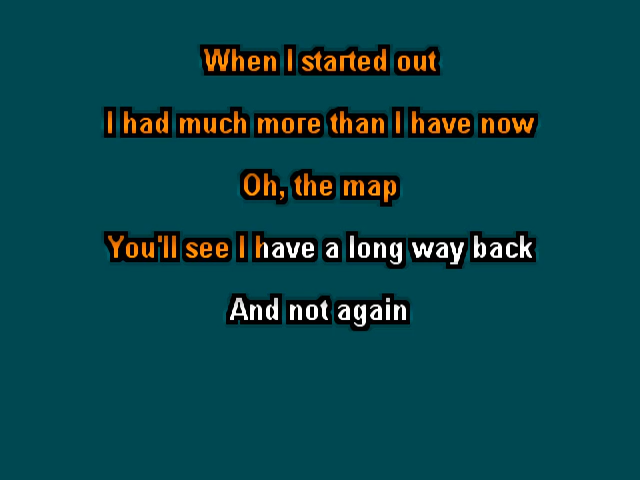 When I started out
I had much more than I have now
Oh, the map
You'll see I have a long way back
And not again